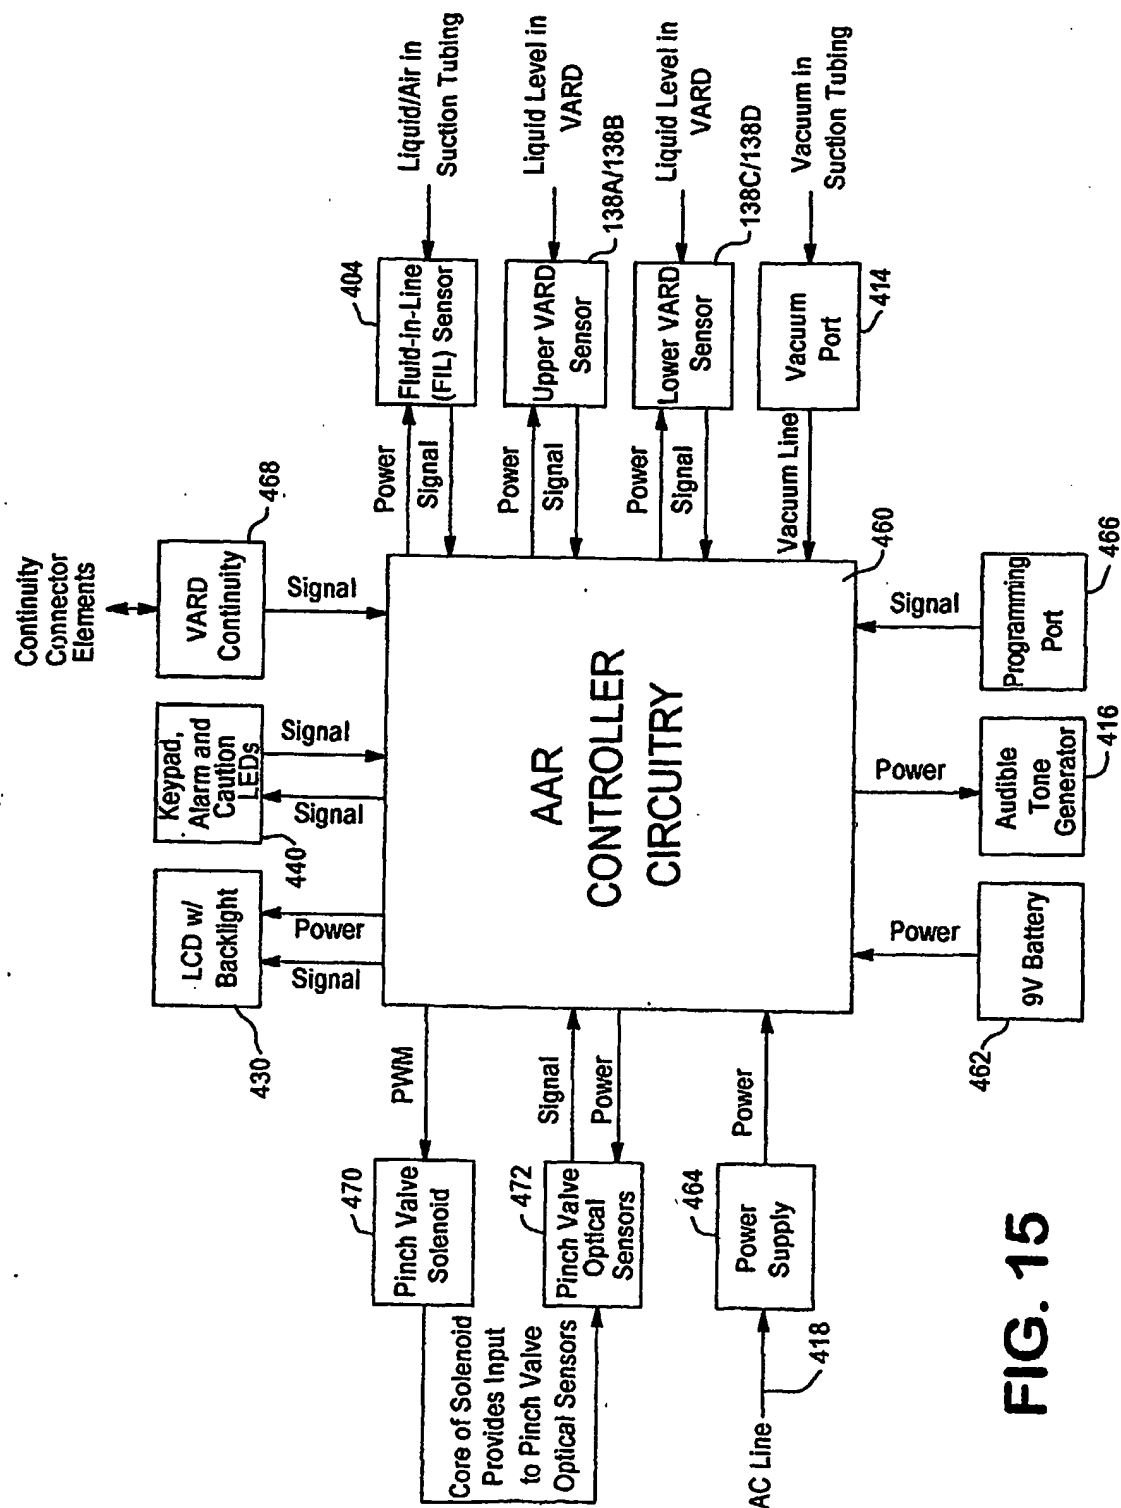 Continuity
Connector
Elements
430
LCD w/
Backlight
440
Keypad,
Alarm and
Caution
LEDs
468
VARD
Continuity
Signal
Power
Signal
Signal
Signal
470
Pinch Valve
Solenoid
PWM
Core of Solenoid
Provides Input
to Pinch Valve
Optical Sensors
472
Pinch Valve
Optical
Sensors
Signal
Power
464
Power
Supply
Power
AC Line
418
AAR
CONTROLLER
CIRCUITRY
460
Power
Signal
404
Fluid-in-Line
(FIL) Sensor
Liquid/Air in
Suction Tubing
Power
Signal
Upper VARD
Sensor
138A/138B
Liquid Level in
VARD
Power
Signal
Lower VARD
Sensor
138C/138D
Liquid Level in
VARD
Vacuum Line
Vacuum
Port
414
Vacuum in
Suction Tubing
Power
9V Battery
462
Power
Audible
Tone
Generator
416
Signal
Programming
Port
466
FIG. 15